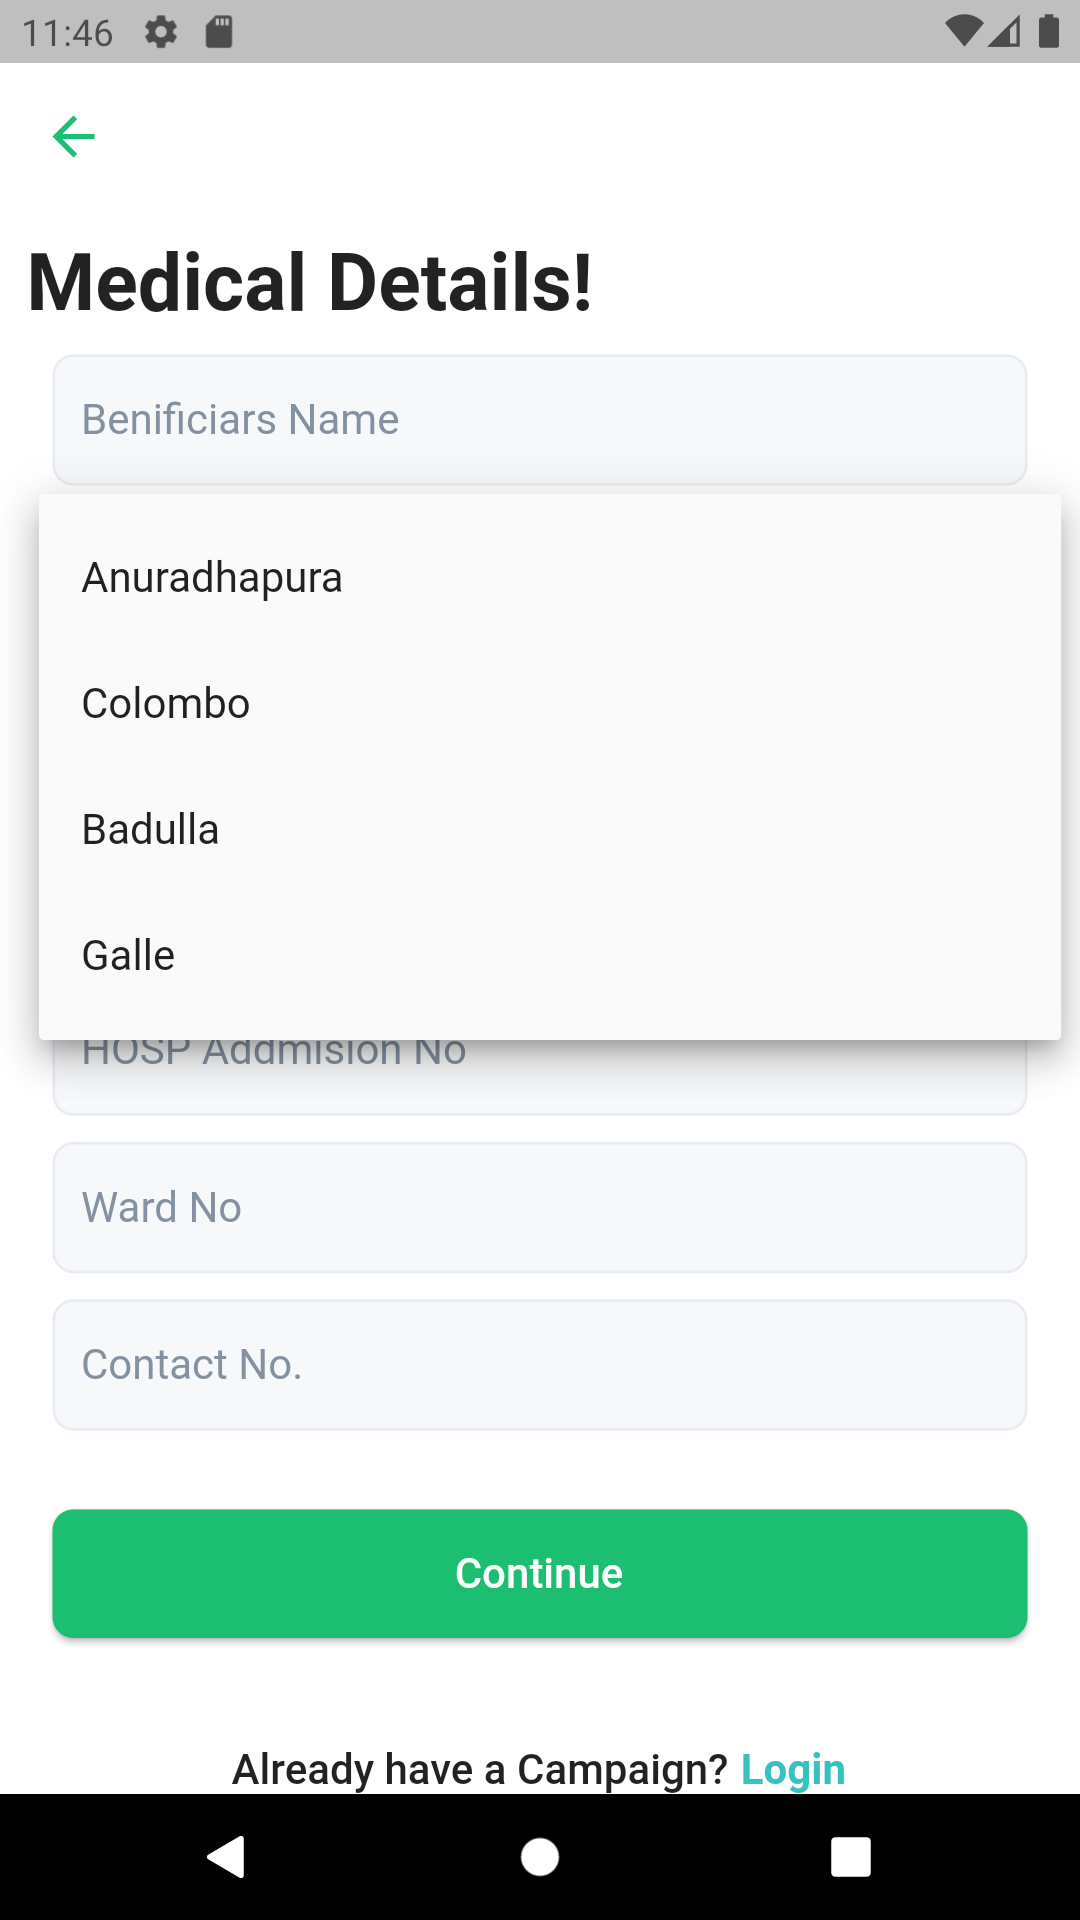 11:46
Medical Details!
Benificiars Name
Anuradhapura
Colombo
Badulla
Galle
HOSP Addmision No
Ward No
Contact No.
Continue
Already have a Campaign? Login